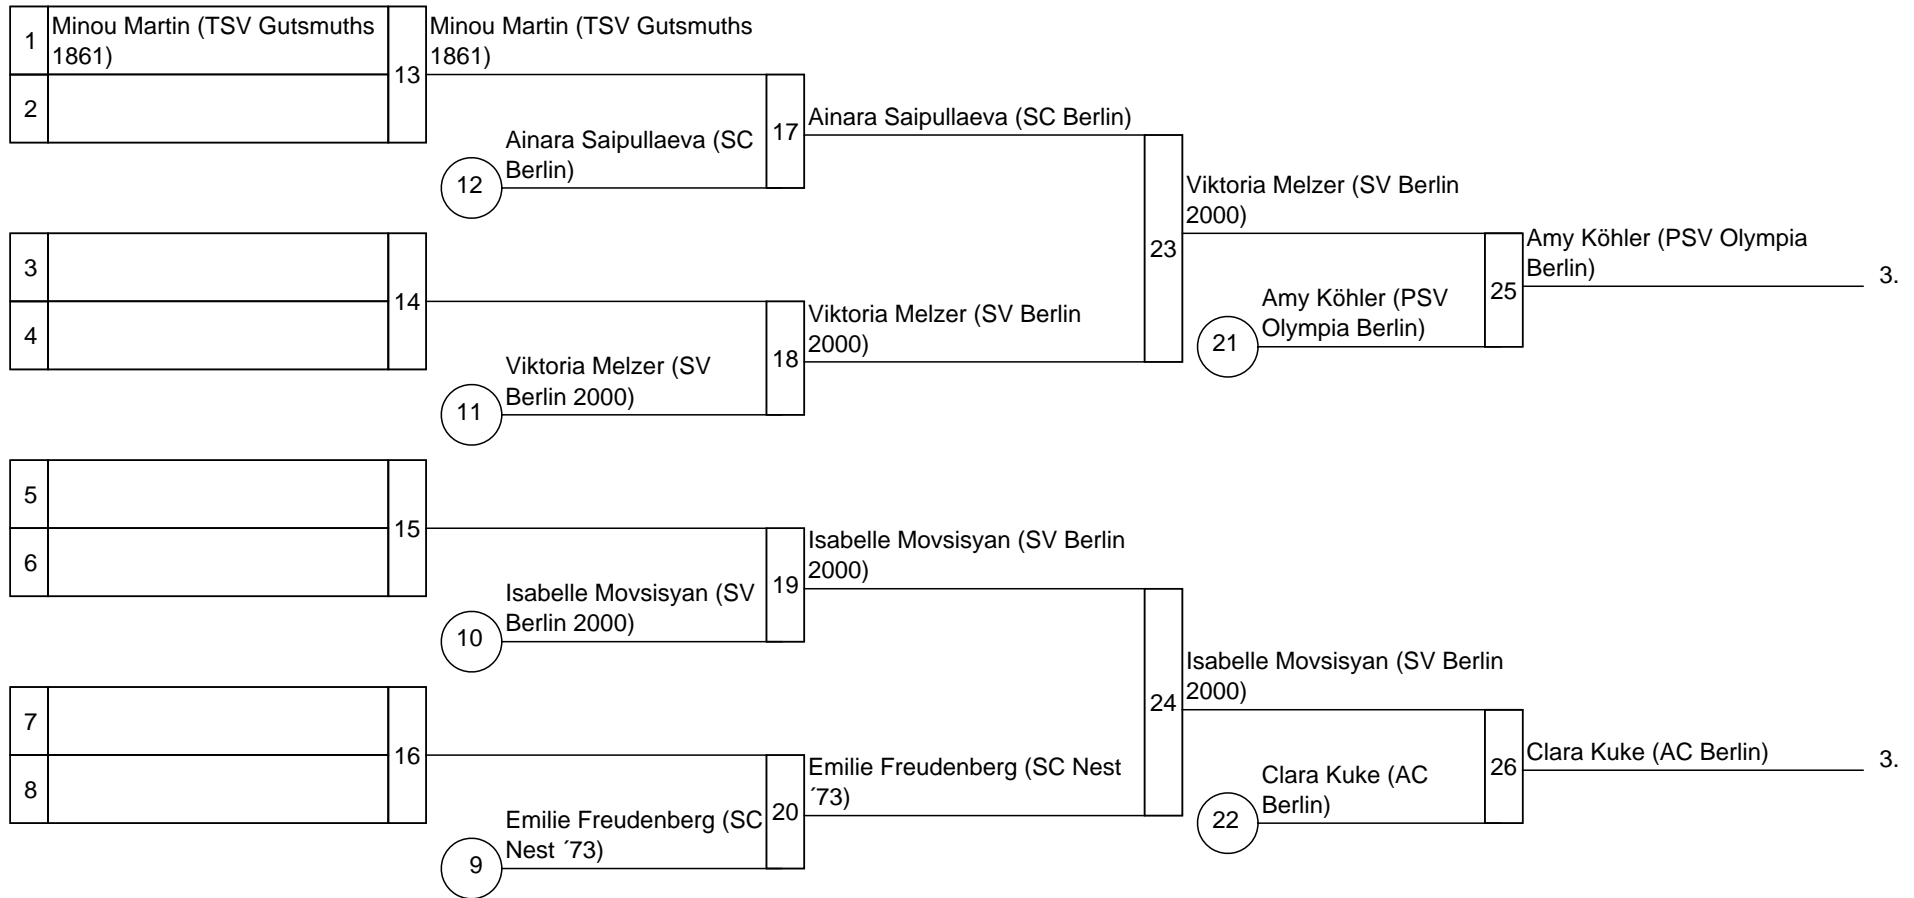 1
Minou Martin (TSV Gutsmuths
1861)
2
13
Minou Martin (TSV Gutsmuths
1861)
12
Ainara Saipullaeva (SC
Berlin)
17
Ainara Saipullaeva (SC Berlin)
3
4
14
11
Viktoria Melzer (SV
Berlin 2000)
18
Viktoria Melzer (SV Berlin
2000)
23
Viktoria Melzer (SV Berlin
2000)
21
Amy Köhler (PSV
Olympia Berlin)
25
Amy Köhler (PSV Olympia
Berlin)
3.
5
6
15
10
Isabelle Movsisyan (SV
Berlin 2000)
19
Isabelle Movsisyan (SV Berlin
2000)
7
8
16
9
Emilie Freudenberg (SC
Nest ´73)
20
Emilie Freudenberg (SC Nest
´73)
24
Isabelle Movsisyan (SV Berlin
2000)
22
Clara Kuke (AC
Berlin)
26
Clara Kuke (AC Berlin)
3.